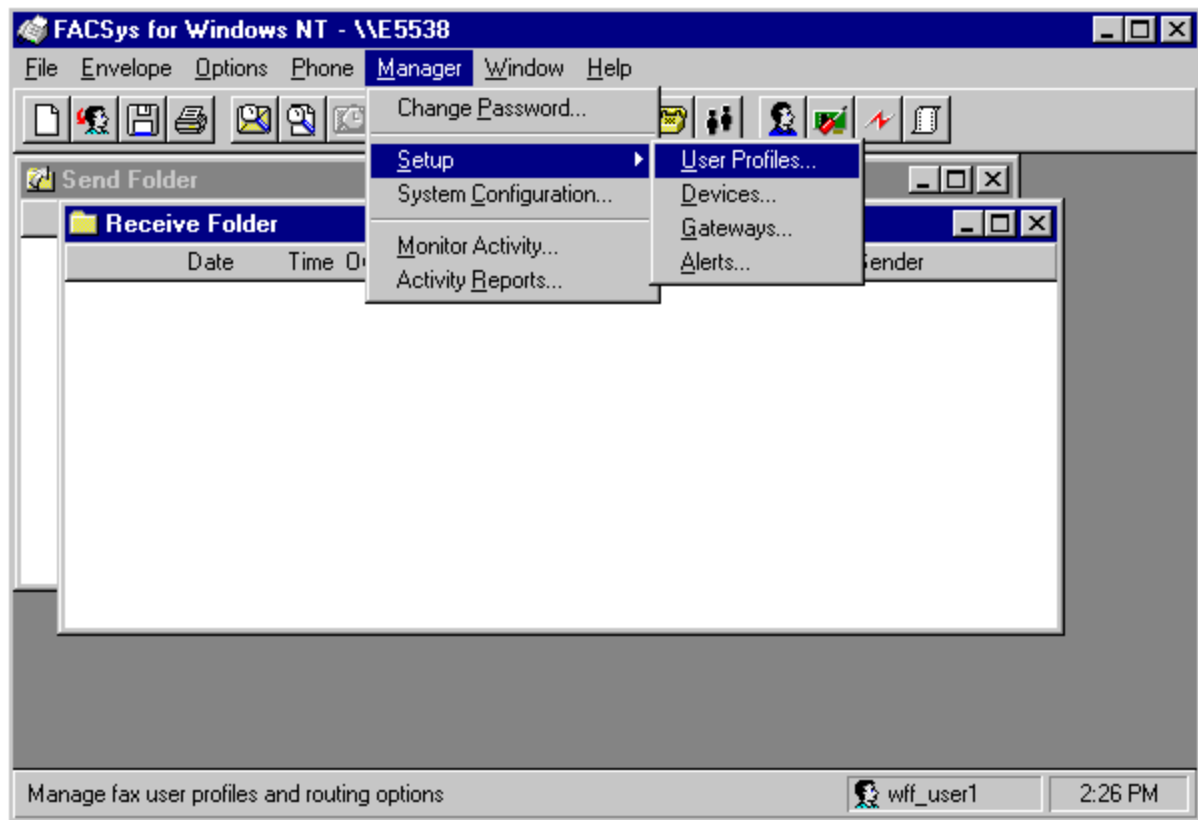 FACSys for Windows NT - \\E5538
File Envelope Options Phone Manager Window Help
Change Password...
Setup
System Configuration...
Monitor Activity...
Activity Reports...
User Profiles...
Devices...
Gateways...
Alerts...
Send Folder
Receive Folder
Date Time
Manage fax user profiles and routing options
wff_user1
2:26 PM